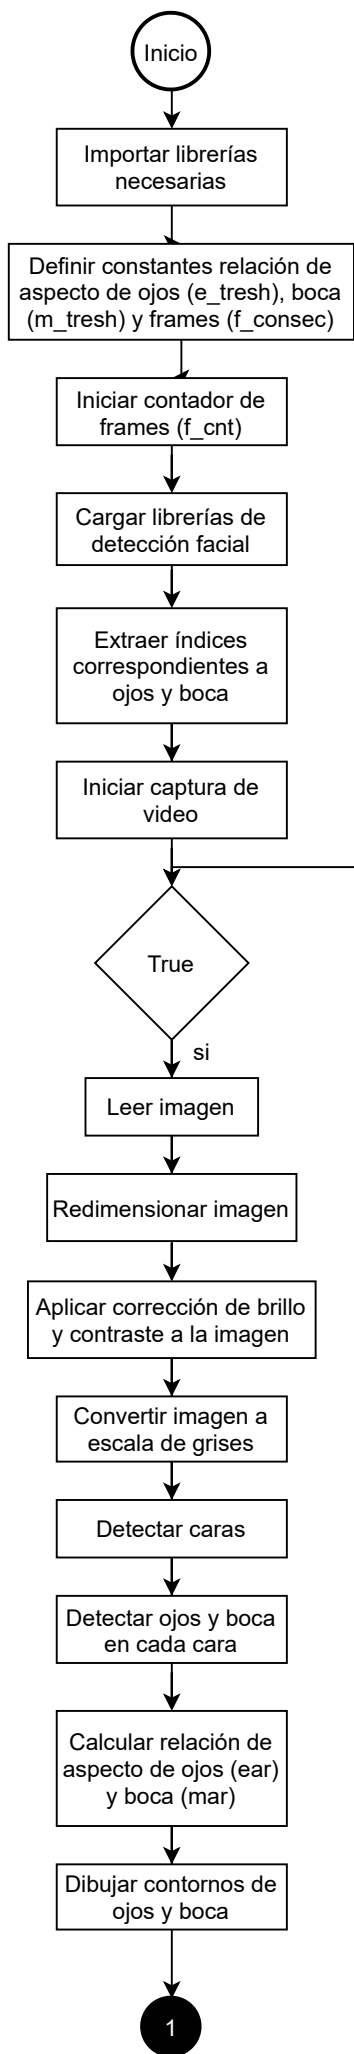 Inicio
Importar librerías
necesarias
Definir constantes relación de
aspecto de ojos (e_tresh), boca
(m_tresh) y frames (f_consec)
Iniciar contador de
frames (f_cnt)
Cargar librerías de
detección facial
Extraer índices
correspondientes a
ojos y boca
Iniciar captura de
video
True
si
Leer imagen
Redimensionar imagen
Aplicar corrección de brillo
y contraste a la imagen
Convertir imagen a
escala de grises
Detectar caras
Detectar ojos y boca
en cada cara
Calcular relación de
aspecto de ojos (ear)
y boca (mar)
Dibujar contornos de
ojos y boca
1